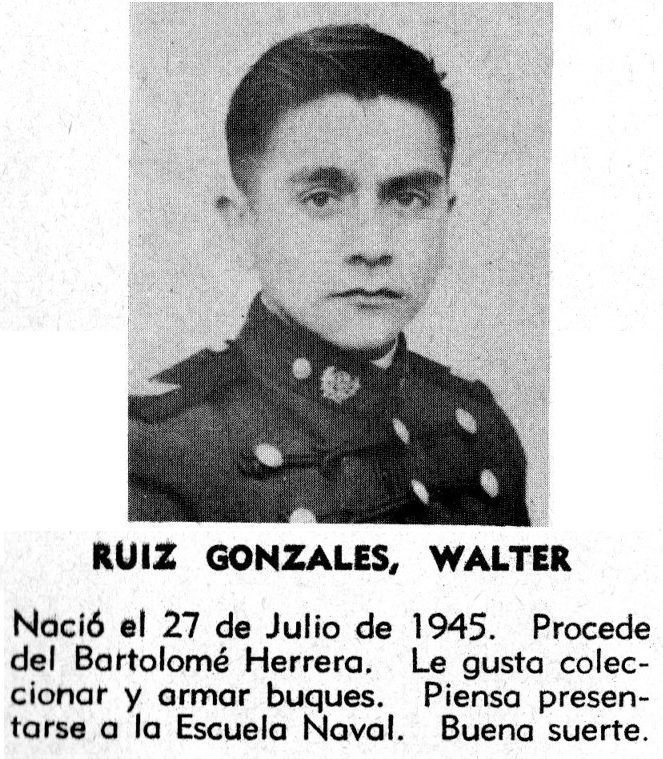 RUIZ GONZALES, WALTER
Nació el 27 de Julio de 1945. Procede
del Bartolomé Herrera. Le gusta colec-
cionar y armar buques. Piensa presen-
tarse a la Escuela Naval. Buena suerte.